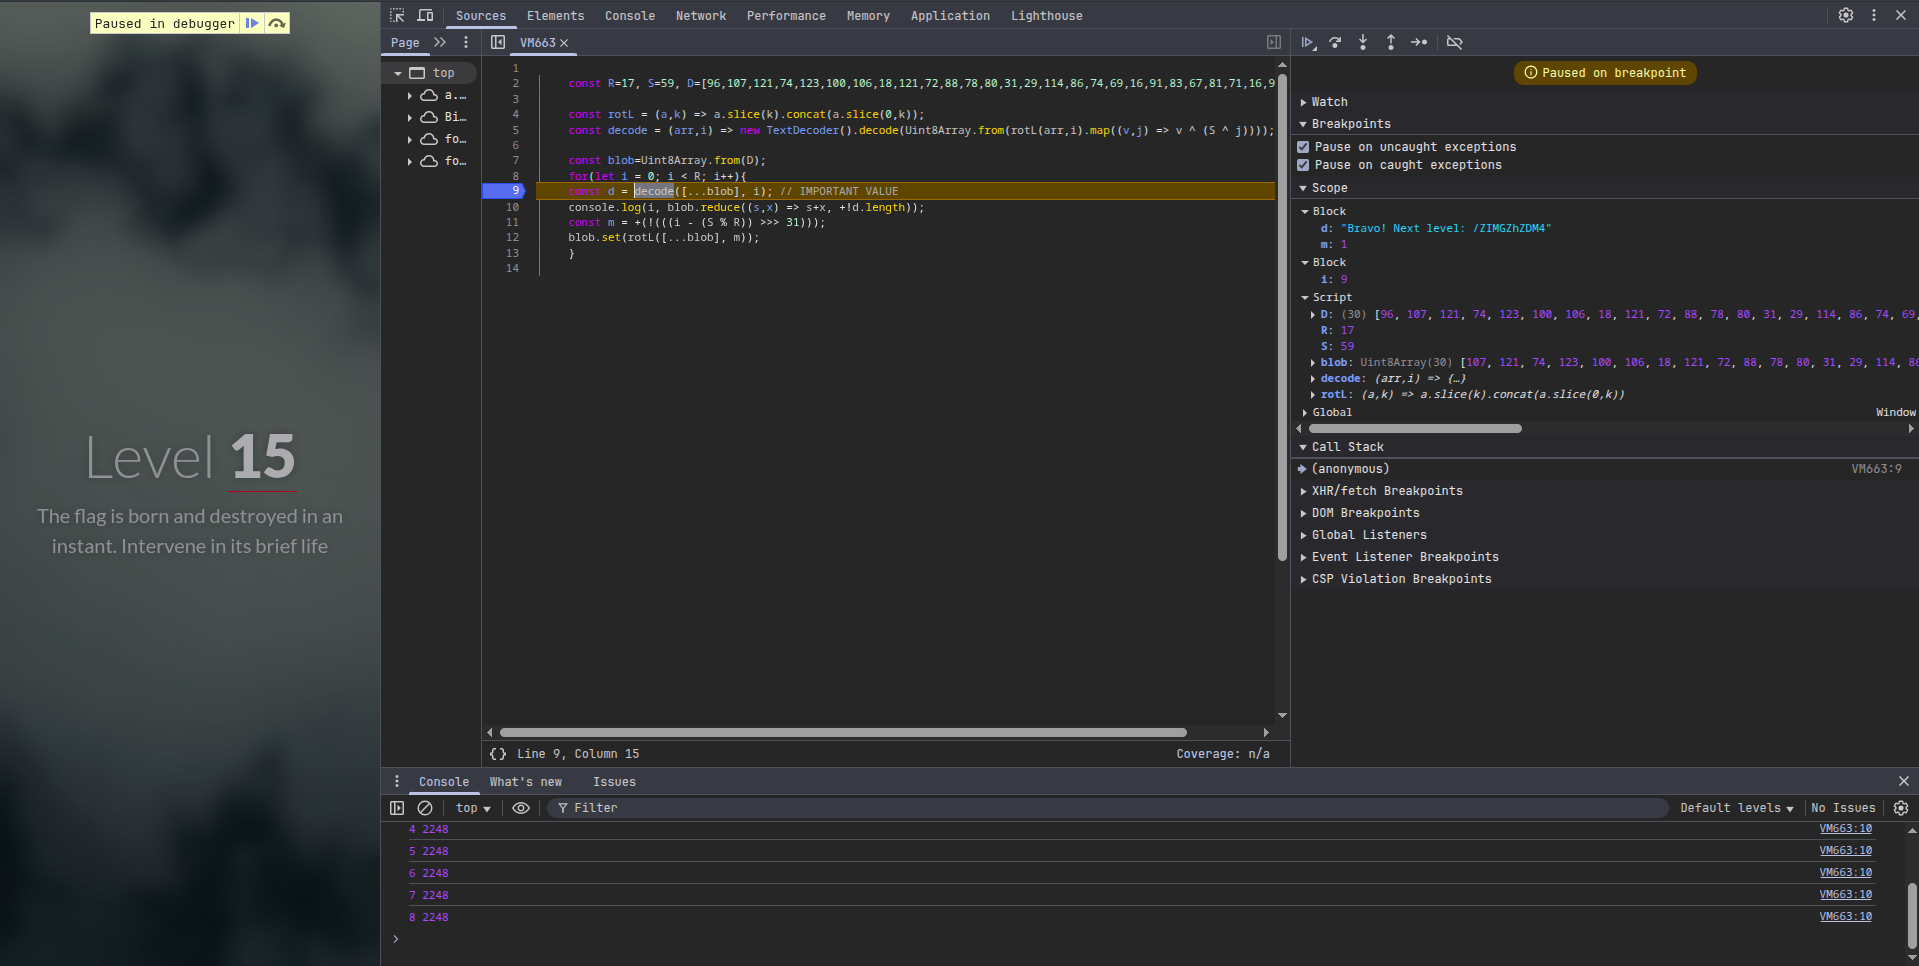 Paused in debugger
Level 15
The flag is born and destroyed in an
instant. Intervene in its brief life
Sources Elements Console Network Performance Memory Application Lighthouse
Page
top
a.…
Bi…
fo…
fo…
VM663
1
2 const R=17, S=59, D=[96,107,121,74,123,100,106,18,121,72,88,78,80,31,29,114,86,74,69,16,91,83,67,81,71,16,9
3
4 const rotL = (a,k) => a.slice(k).concat(a.slice(0,k));
5 const decode = (arr,i) => new TextDecoder().decode(Uint8Array.from(rotL(arr,i).map((v,j) => v ^ (S ^ j))));
6
7 const blob=Uint8Array.from(D);
8 for(let i = 0; i < R; i++){
9 const d = decode([...blob], i); // IMPORTANT VALUE
10 console.log(i, blob.reduce((s,x) => s+x, +!d.length));
11 const m = +(!(((i - (S % R)) >>> 31)));
12 blob.set(rotL([...blob], m));
13 }
14
{} Line 9, Column 15 Coverage: n/a
Paused on breakpoint
Watch
Breakpoints
Pause on uncaught exceptions
Pause on caught exceptions
Scope
Block
d: "Bravo! Next level: /ZIMGZhZDM4"
m: 1
Block
i: 9
Script
D: (30) [96, 107, 121, 74, 123, 100, 106, 18, 121, 72, 88, 78, 80, 31, 29, 114, 86, 74, 69,
R: 17
S: 59
blob: Uint8Array(30) [107, 121, 74, 123, 100, 106, 18, 121, 72, 88, 78, 80, 31, 29, 114, 86
decode: (arr,i) => {…}
rotL: (a,k) => a.slice(k).concat(a.slice(0,k))
Global Window
Call Stack
(anonymous) VM663:9
XHR/fetch Breakpoints
DOM Breakpoints
Global Listeners
Event Listener Breakpoints
CSP Violation Breakpoints
Console What's new Issues
top Filter Default levels No Issues
4 2248 VM663:10
5 2248 VM663:10
6 2248 VM663:10
7 2248 VM663:10
8 2248 VM663:10